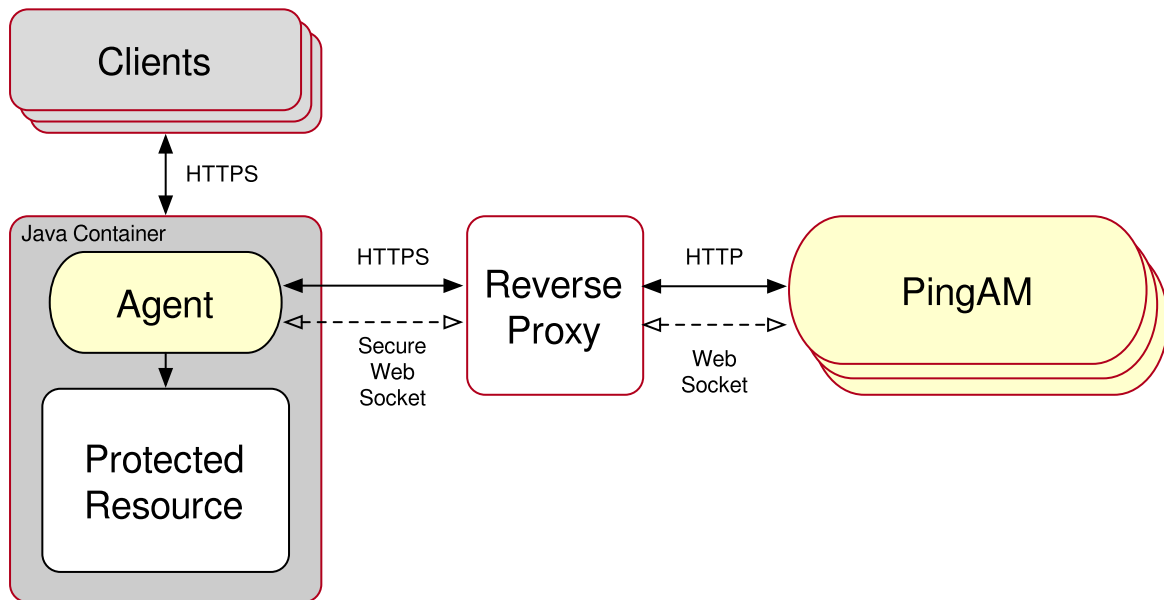 Clients
HTTPS
Java Container
Agent
HTTPS
Secure
Web
Socket
Reverse
Proxy
HTTP
Web
Socket
PingAM
Protected
Resource